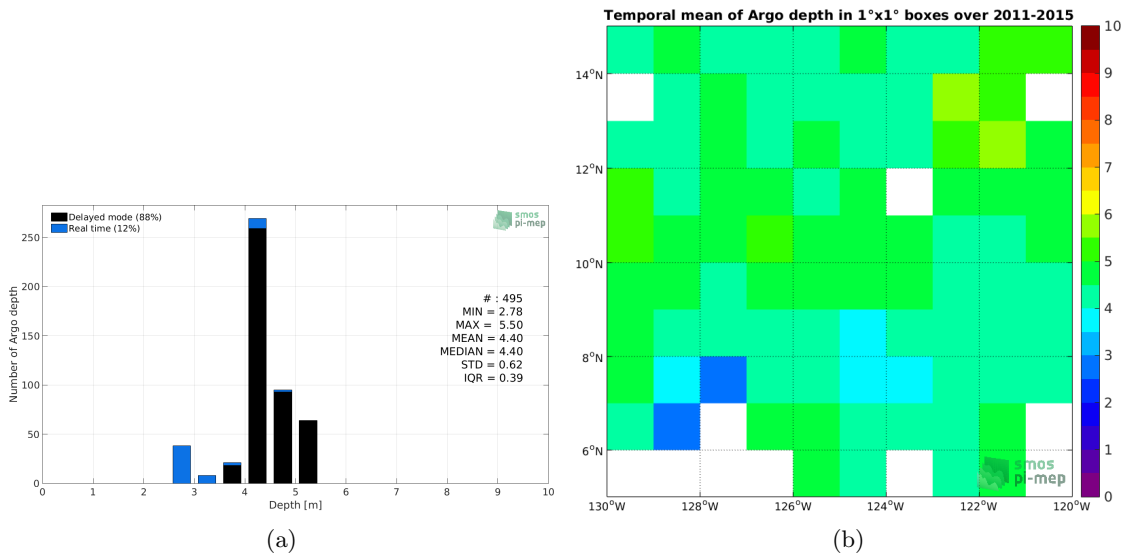 Temporal mean of Argo depth in 1°x1° boxes over 2011-2015
Delayed mode (88%)
Real time (12%)
smos
pi-mep
# : 495
MIN = 2.78
MAX = 5.50
MEAN = 4.40
MEDIAN = 4.40
STD = 0.62
IQR = 0.39
Number of Argo depth
250
200
150
100
50
0
0 1 2 3 4 5 6 7 8 9 10
Depth [m]
(a)
14°N
12°N
10°N
8°N
6°N
130°W 128°W 126°W 124°W 122°W 120°W
smos
pi-mep
10
9
8
7
6
5
4
3
2
1
0
(b)